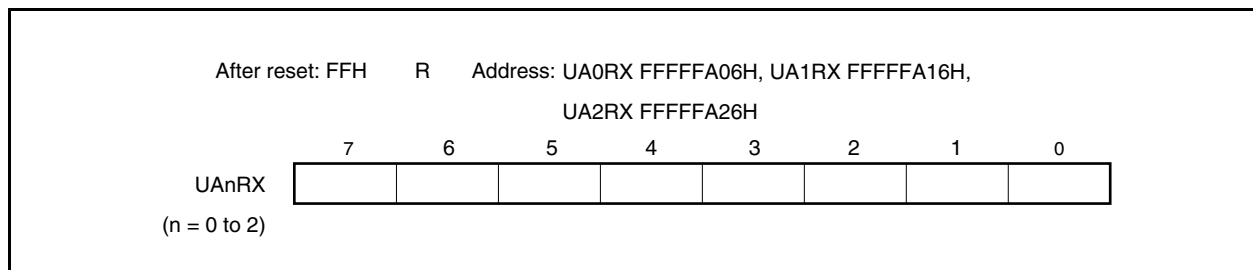 After reset: FFH R Address: UA0RX FFFFFA06H, UA1RX FFFFFA16H,
UA2RX FFFFFA26H
7 6 5 4 3 2 1 0
UAnRX
(n = 0 to 2)